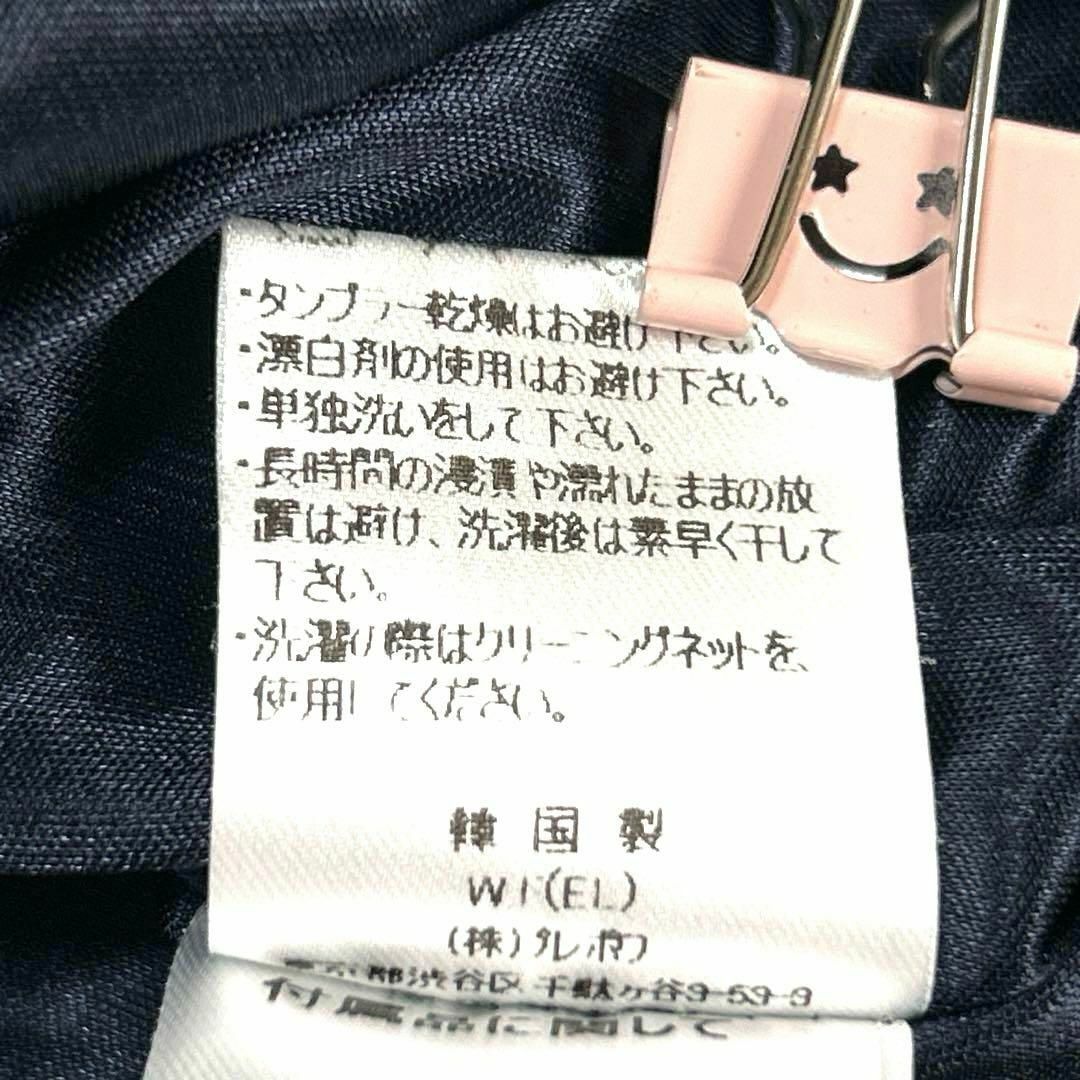 ・タンブラー乾燥はお避け下さい。
・漂白剤の使用はお避け下さい。
・単独洗いをして下さい。
・長時間の浸漬や濡れたままの放
置は避け、洗濯後は素早く干して
下さい。
・洗濯の際はクリーニングネットを、
使用してください。
韓国製
(EL)
(株)
東京都渋谷区千駄ヶ谷3-59-8
付属品に関して